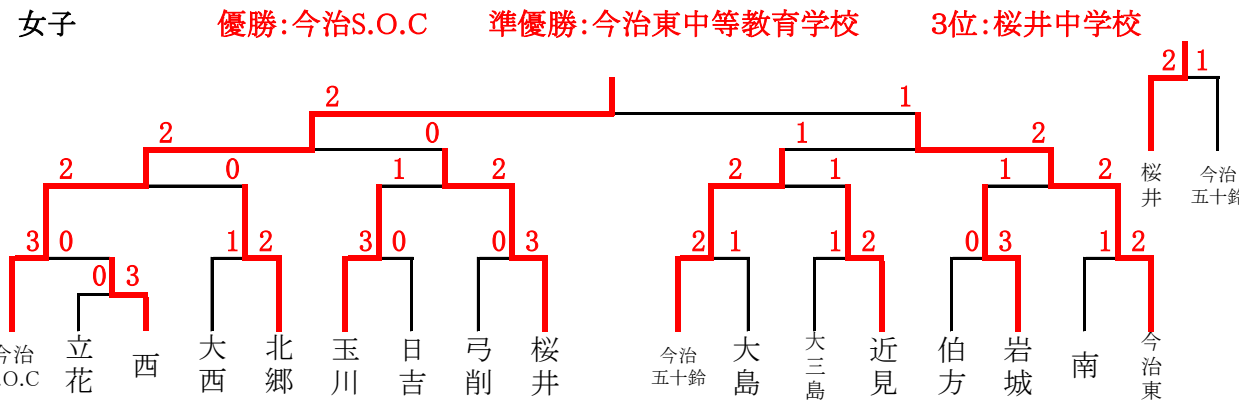 女子 優勝:今治S.O.C 準優勝:今治東中等教育学校 3位:桜井中学校
2 1
2 1
2 0 1 2
桜井 今治五十鈴
2 0 1 2 2 1 1 2
3 0 1 2 3 0 0 3 2 1 1 2 0 3 1 2
0 3
今治 .O.C 立花 西 大西 北郷 玉川 日吉 弓削 桜井 今治五十鈴 大島 大三島 近見 伯方 岩城 南 今治東